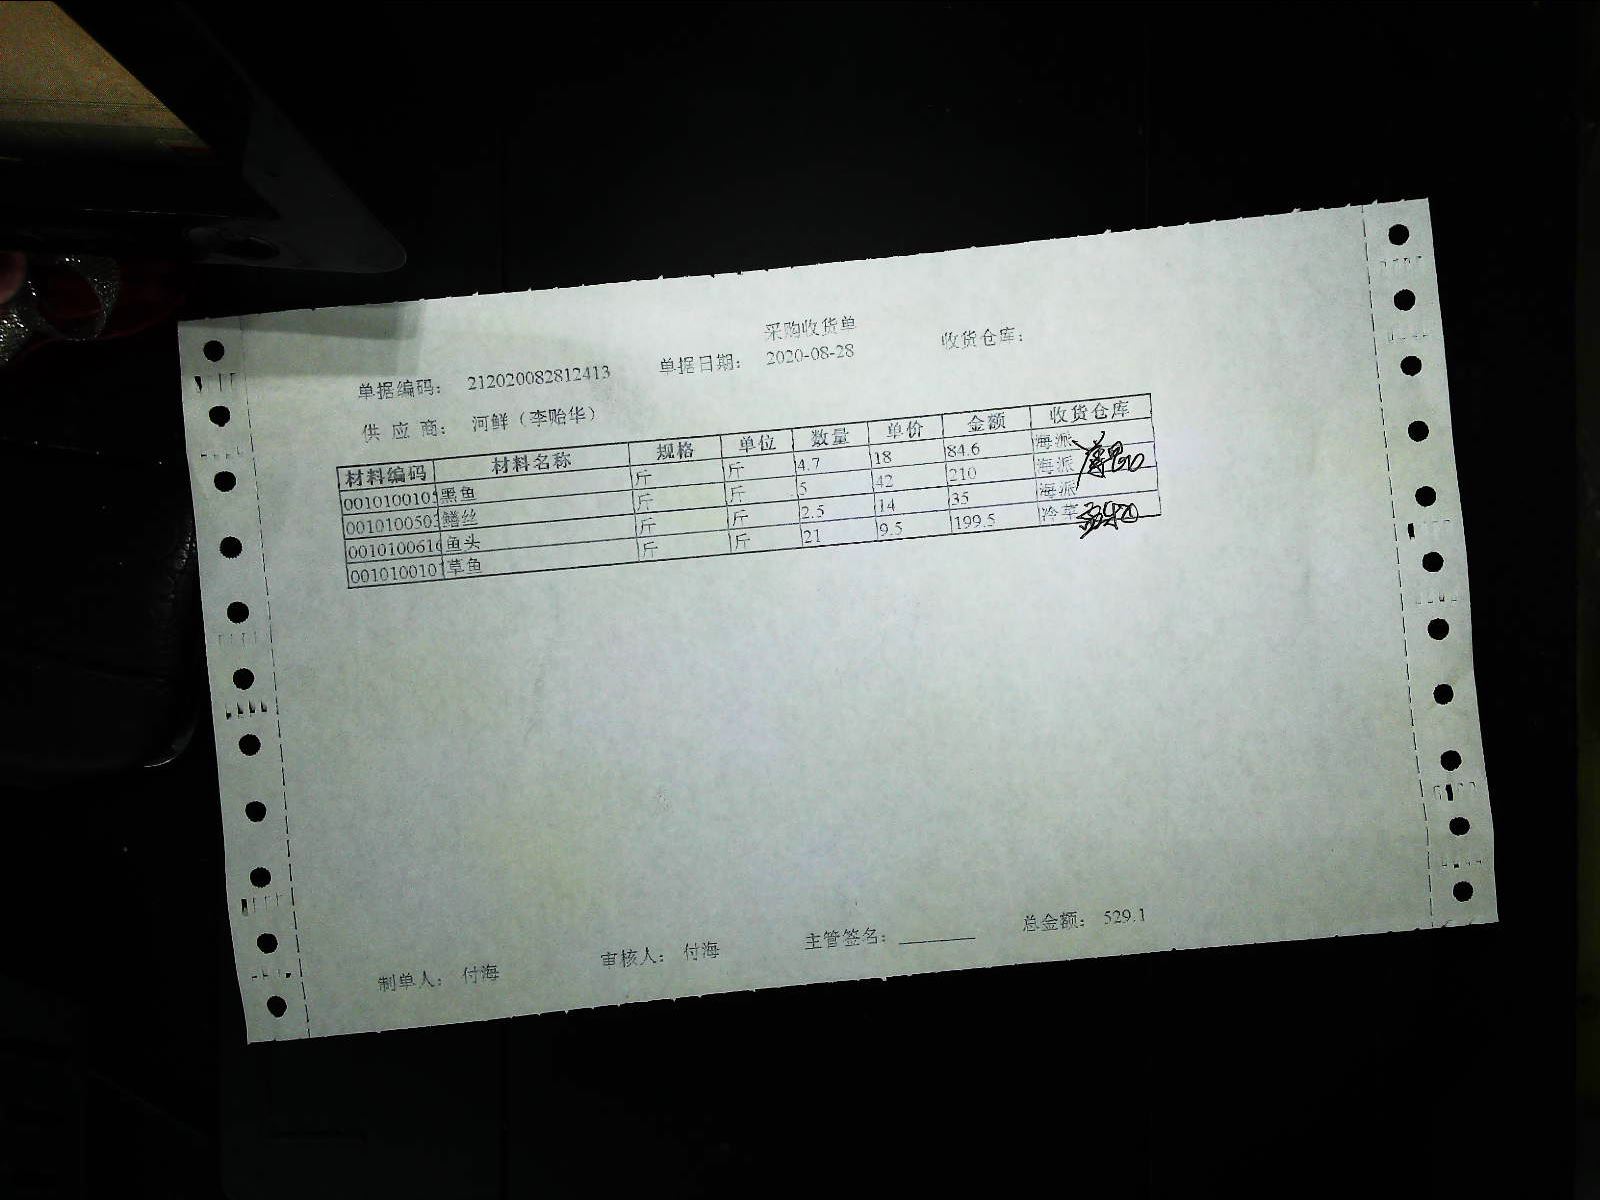 采购收货单
单据编码： 212020082812413 单据日期： 2020-08-28 收货仓库：
供 应 商： 河鲜（李贻华）
材料编码 材料名称 规格 单位 数量 单价 金额 收货仓库
001010010 黑鱼 斤 斤 4.7 18 84.6 海派
001010050 鳝丝 斤 斤 5 42 210 海派
001010061 鱼头 斤 斤 2.5 14 35 海派
001010010 草鱼 斤 斤 21 9.5 199.5 冷菜
制单人： 付海 审核人： 付海 主管签名： 总金额： 529.1